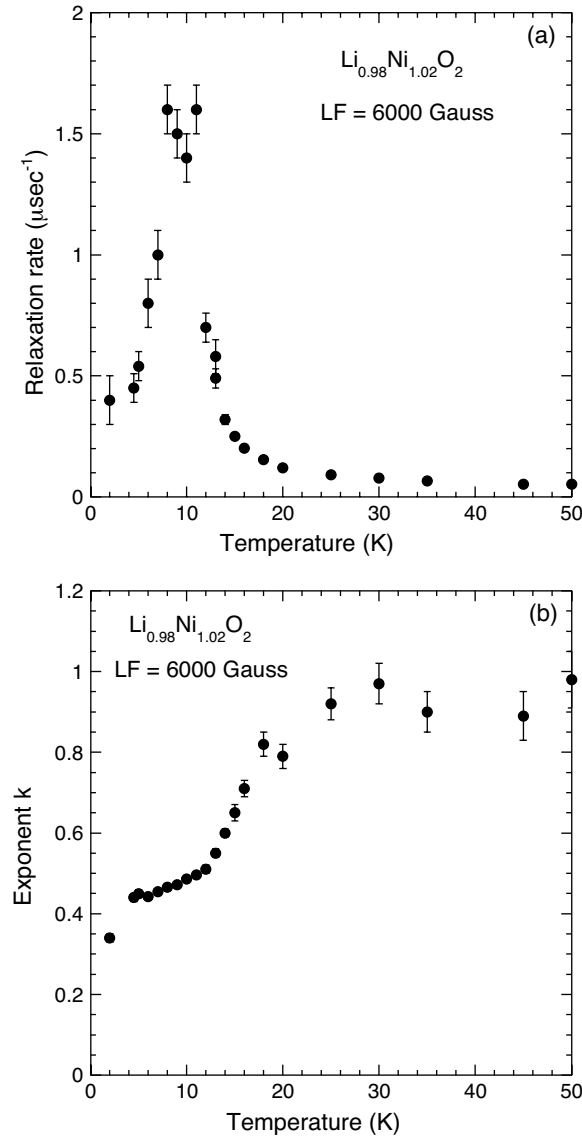 (a)
Li0.98Ni1.02O2
LF = 6000 Gauss
Relaxation rate (μsec-1)
2
1.5
1
0.5
0
0 10 20 30 40 50
Temperature (K)
(b)
Li0.98Ni1.02O2
LF = 6000 Gauss
Exponent k
1.2
1
0.8
0.6
0.4
0.2
0
0 10 20 30 40 50
Temperature (K)